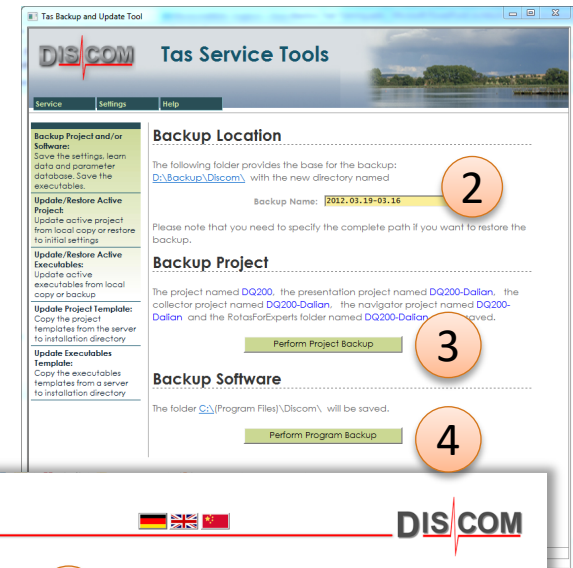 Tas Backup and Update Tool
DISCOM
Tas Service Tools
Service Settings Help
Backup Project and/or
Software:
Save the settings, learn
data and parameter
database. Save the
executables.
Update/Restore Active
Project:
Update active project
from local copy or restore
to initial settings
Update/Restore Active
Executables:
Update active
executables from local
copy or backup
Update Project Template:
Copy the project
templates from the server
to installation directory
Update Executables
Template:
Copy the executables
templates from a server
to installation directory
Backup Location
The following folder provides the base for the backup:
D:\Backup\Discom\ with the new directory named
Backup Name: 2012.03.19-03.16
2
Please note that you need to specify the complete path if you want to restore the
backup.
Backup Project
The project named DQ200, the presentation project named DQ200-Dalian, the
collector project named DQ200-Dalian, the navigator project named DQ200-
Dalian and the RotasForExperts folder named DQ200-Dalian saved.
Perform Project Backup
3
Backup Software
The folder C:\(Program Files)\Discom\ will be saved.
Perform Program Backup
4
DISCOM